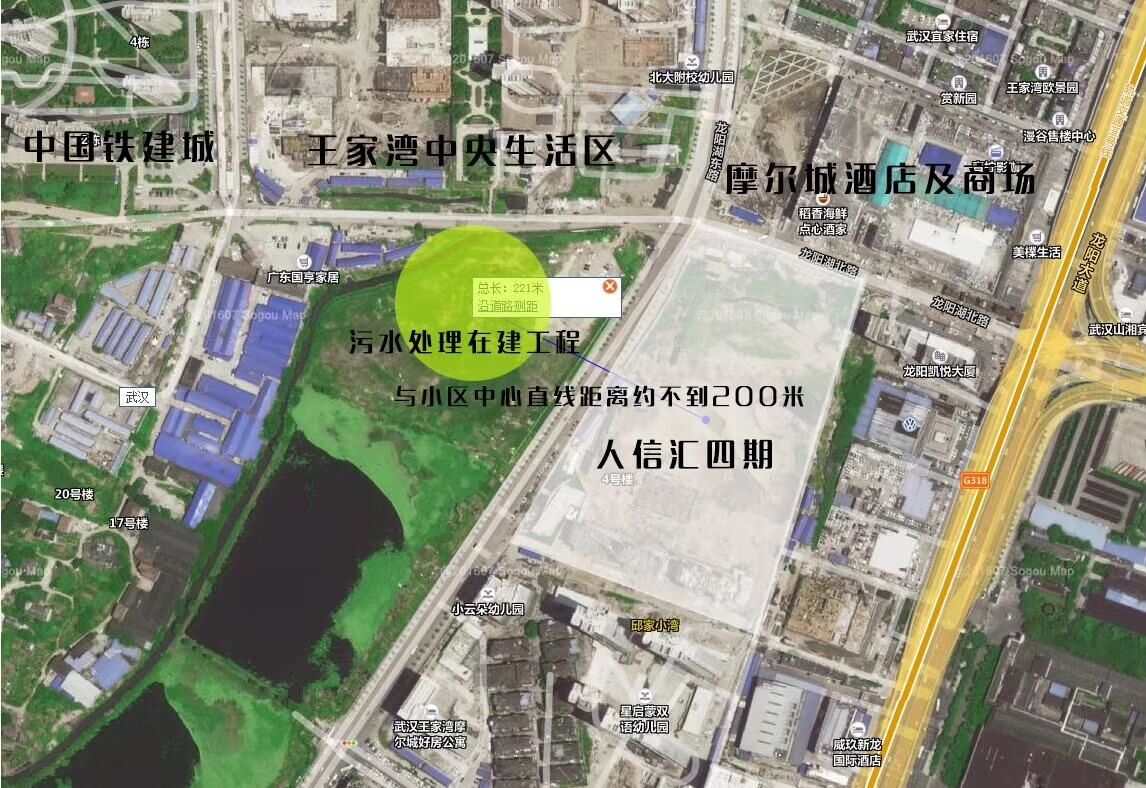 4栋
武汉宜家住宿
北大附校幼儿园
王家湾欧景园
赏新园
漫谷售楼中心
中国铁建城
王家湾中央生活区
龙阳湖东路
摩尔城酒店及商场
稻香海鲜
点心酒家
美樸生活
龙阳大道
龙阳湖北路
广东国亨家居
总长：221米
沿道路测距
龙阳湖北路
武汉山湘宾
污水处理在建工程
龙阳凯悦大厦
武汉
与小区中心直线距离约不到200米
人信汇四期
4号楼
G318
20号楼
17号楼
小云朵幼儿园
邱家小湾
武汉王家湾摩
尔城好房公寓
星启蒙双
语幼儿园
威玖新龙
国际酒店
©201607 Sogou Map